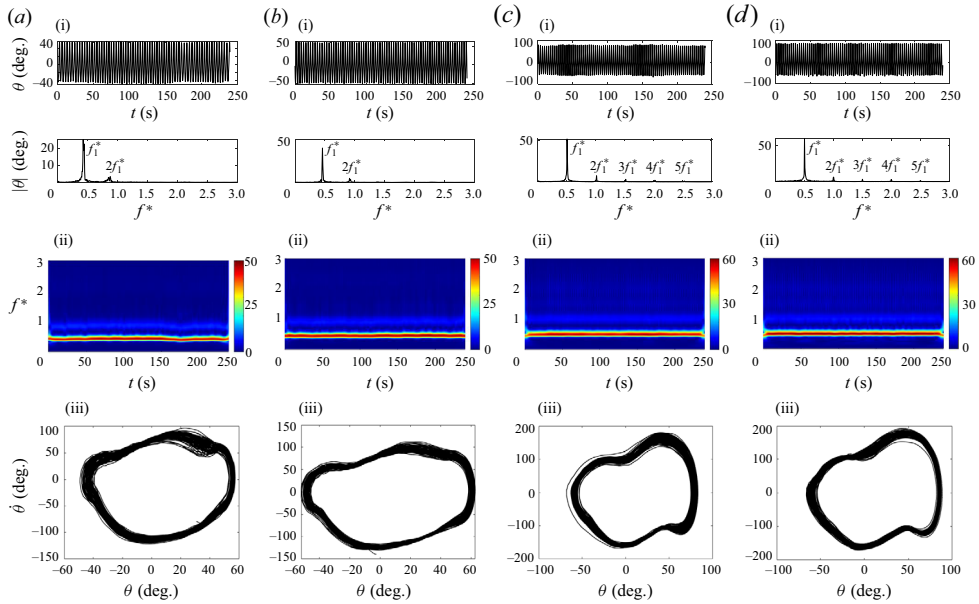 (a) (b) (c) (d)
(i) (i) (i) (i)
θ (deg.)
40
0
−40
0 50 100 150 200 250
t (s)
50
0
−50
0 50 100 150 200 250
t (s)
100
0
−100
0 50 100 150 200 250
t (s)
100
0
−100
0 50 100 150 200 250
t (s)
|θ| (deg.)
20
10
f₁*
2f₁*
0 0.5 1.0 1.5 2.0 2.5 3.0
f*
50
f₁*
2f₁*
0 0.5 1.0 1.5 2.0 2.5 3.0
f*
50
f₁*
2f₁* 3f₁* 4f₁* 5f₁*
0 0.5 1.0 1.5 2.0 2.5 3.0
f*
50
f₁*
2f₁* 3f₁* 4f₁* 5f₁*
0 0.5 1.0 1.5 2.0 2.5 3.0
f*
(ii) (ii) (ii) (ii)
f*
3
2
1
0
50 100 150 200 250
t (s)
50
25
0
3
2
1
0
50 100 150 200 250
t (s)
50
25
0
3
2
1
0
50 100 150 200 250
t (s)
60
30
0
3
2
1
0
50 100 150 200 250
t (s)
60
30
0
(iii) (iii) (iii) (iii)
θ̇ (deg.)
100
50
0
−50
−100
−150
−60 −40 −20 0 20 40 60
θ (deg.)
150
100
50
0
−50
−100
−150
−60 −40 −20 0 20 40 60
θ (deg.)
200
100
0
−100
−200
−100 −50 0 50 100
θ (deg.)
200
100
0
−100
−200
−100 −50 0 50 100
θ (deg.)